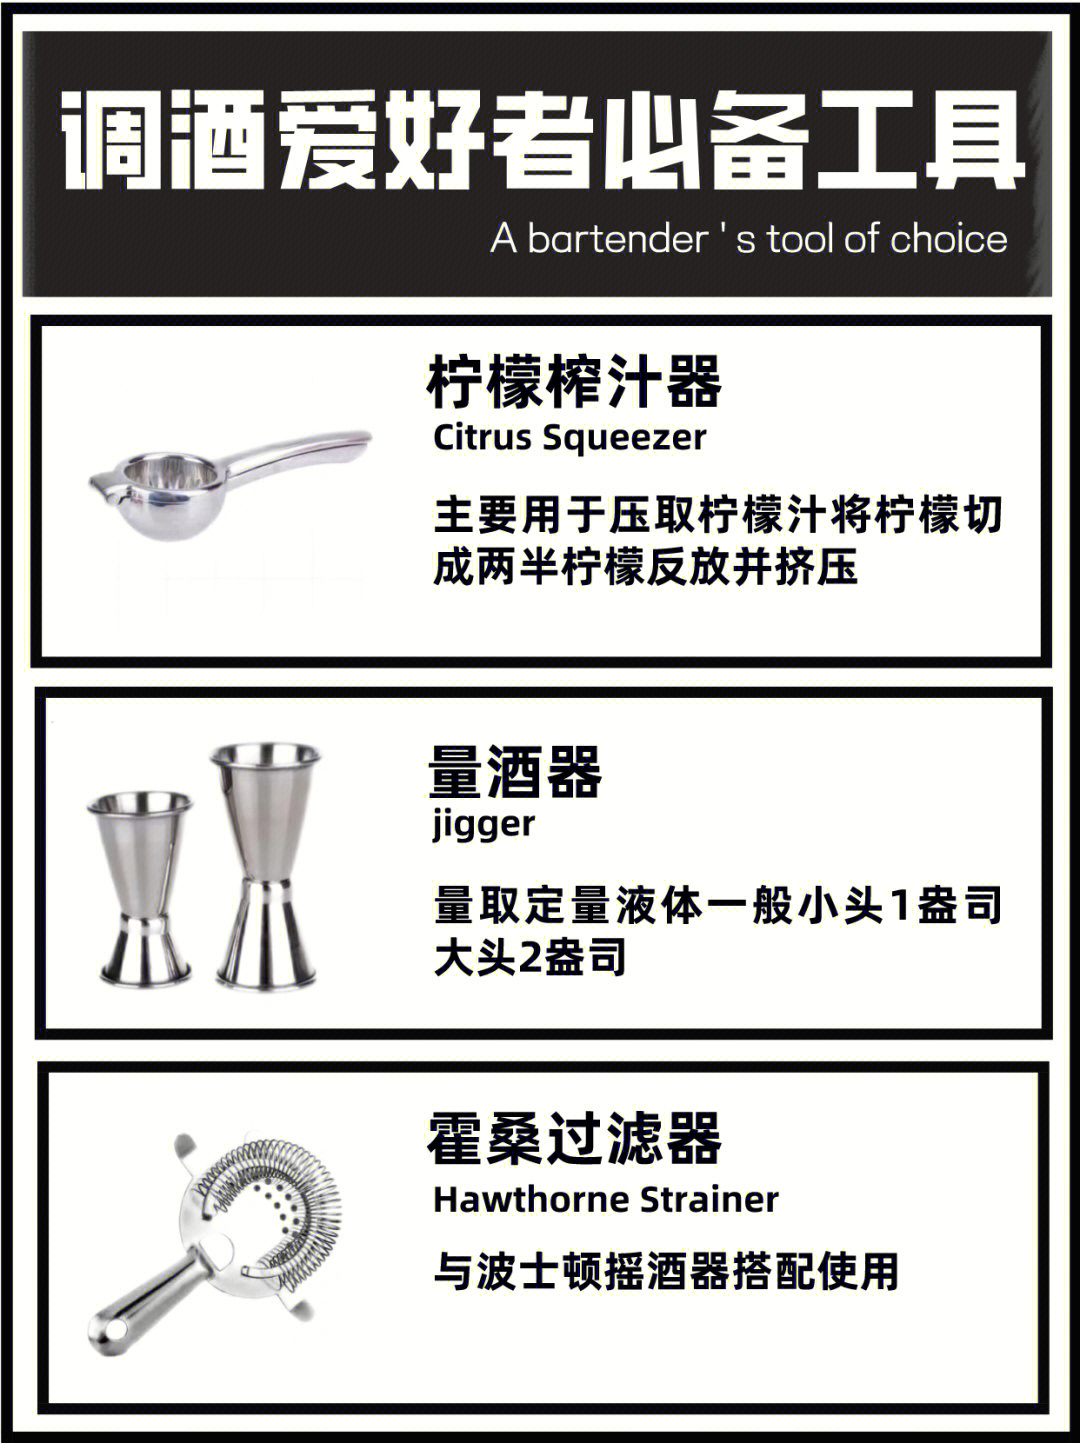 调酒爱好者必备工具
A bartender ' s tool of choice
柠檬榨汁器
Citrus Squeezer
主要用于压取柠檬汁将柠檬切
成两半柠檬反放并挤压
量酒器
jigger
量取定量液体一般小头1盎司
大头2盎司
霍桑过滤器
Hawthorne Strainer
与波士顿摇酒器搭配使用